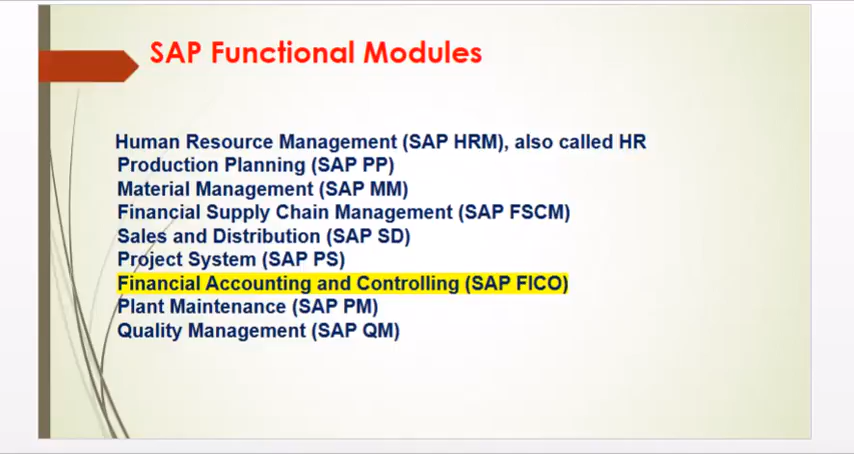 SAP Functional Modules
Human Resource Management (SAP HRM), also called HR
Production Planning (SAP PP)
Material Management (SAP MM)
Financial Supply Chain Management (SAP FSCM)
Sales and Distribution (SAP SD)
Project System (SAP PS)
Financial Accounting and Controlling (SAP FICO)
Plant Maintenance (SAP PM)
Quality Management (SAP QM)